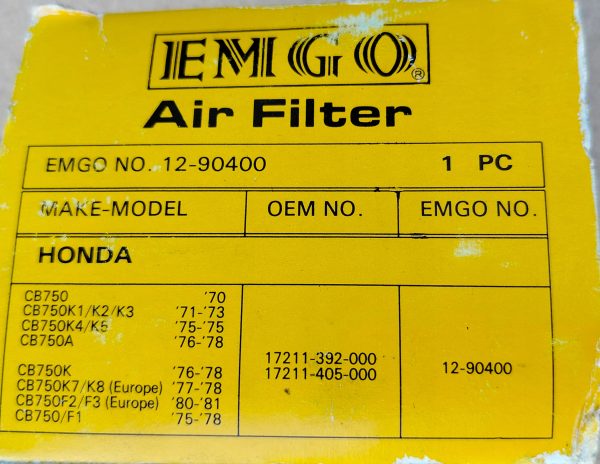 EMGO®
Air Filter
EMGO NO. 12-90400 1 PC
MAKE-MODEL OEM NO. EMGO NO.
HONDA
CB750 '70
CB750K1/K2/K3 '71-'73
CB750K4/K5 '75-'75
CB750A '76-'78
17211-392-000
CB750K '76-'78 17211-405-000 12-90400
CB750K7/K8 (Europe) '77-'78
CB750F2/F3 (Europe) '80-'81
CB750/F1 '75-'78